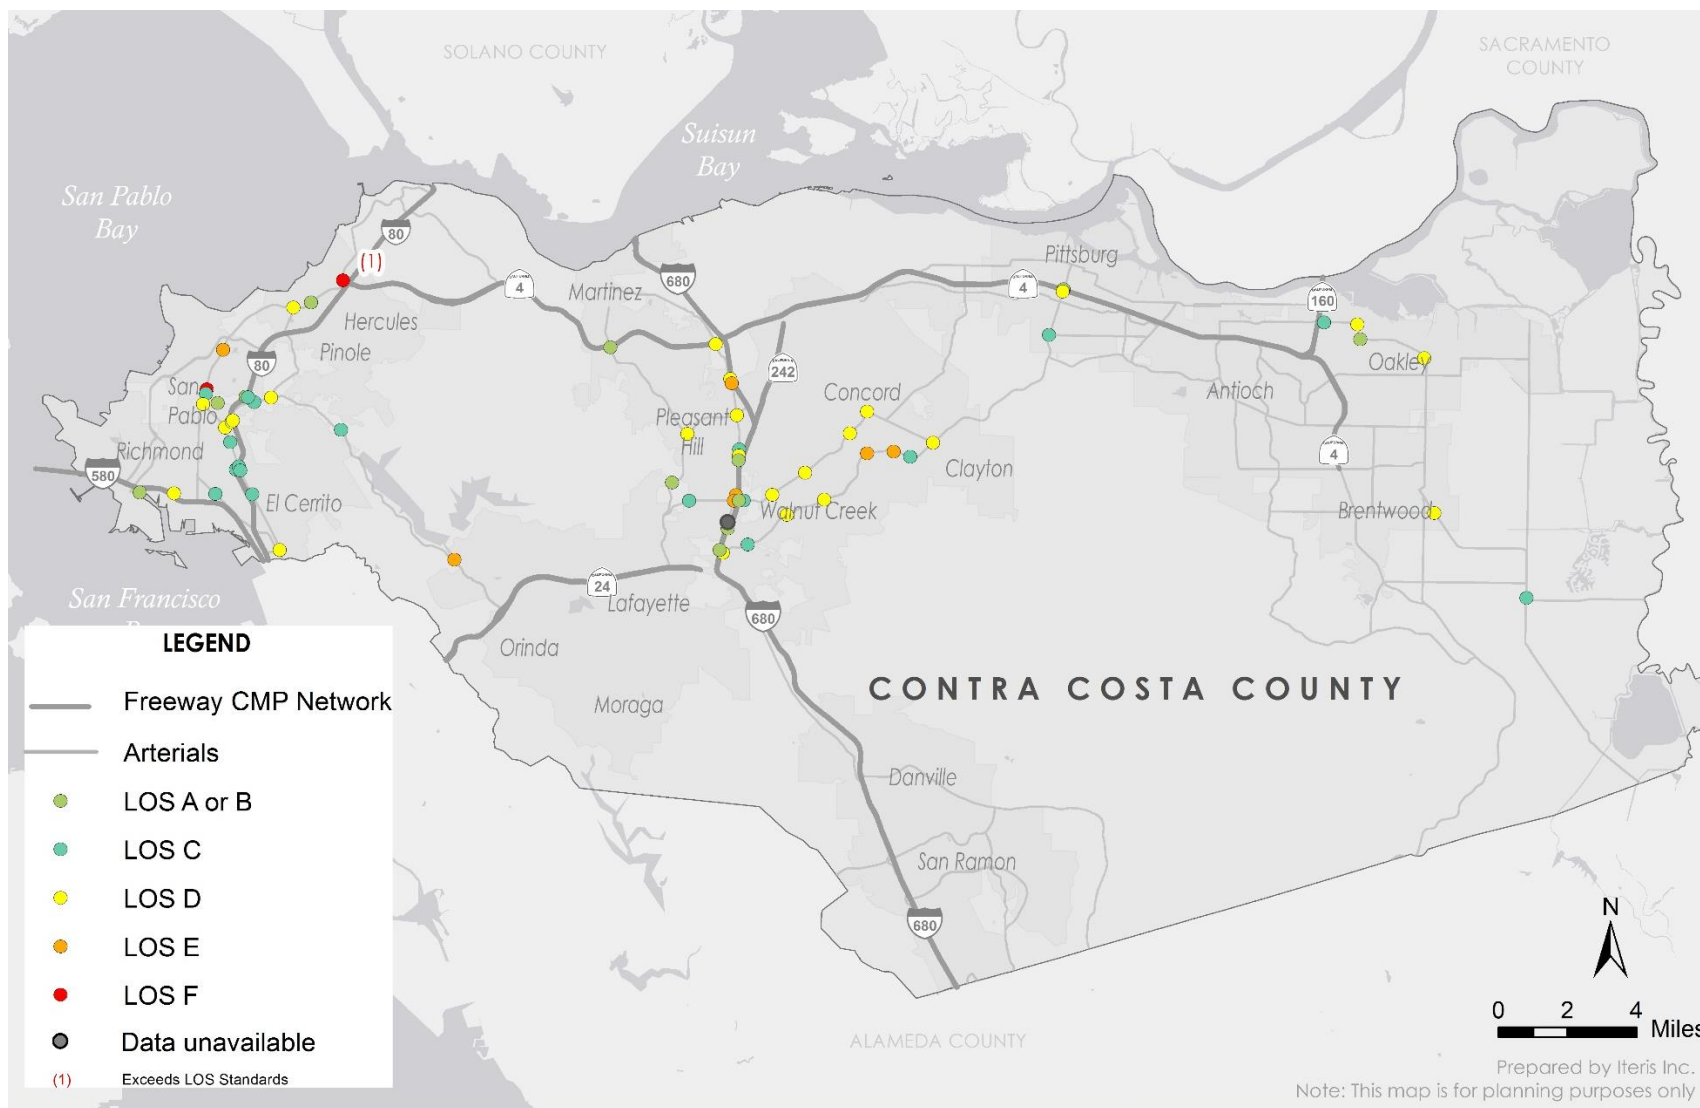 SOLANO COUNTY
SACRAMENTO
COUNTY
Suisun
Bay
San Pablo
Bay
80
(1)
680
Pittsburg
4
4
Martinez
160
Hercules
Pinole
80
242
Oakley
San
Pablo
Concord
Antioch
Pleasant
Hill
Richmond
580
Clayton
4
El Cerrito
Walnut Creek
Brentwood
San Francisco
24
Lafayette
680
Orinda
Moraga
CONTRA COSTA COUNTY
Danville
San Ramon
680
ALAMEDA COUNTY
LEGEND
Freeway CMP Network
Arterials
LOS A or B
LOS C
LOS D
LOS E
LOS F
Data unavailable
(1) Exceeds LOS Standards
N
0 2 4
Miles
Prepared by Iteris Inc.
Note: This map is for planning purposes only